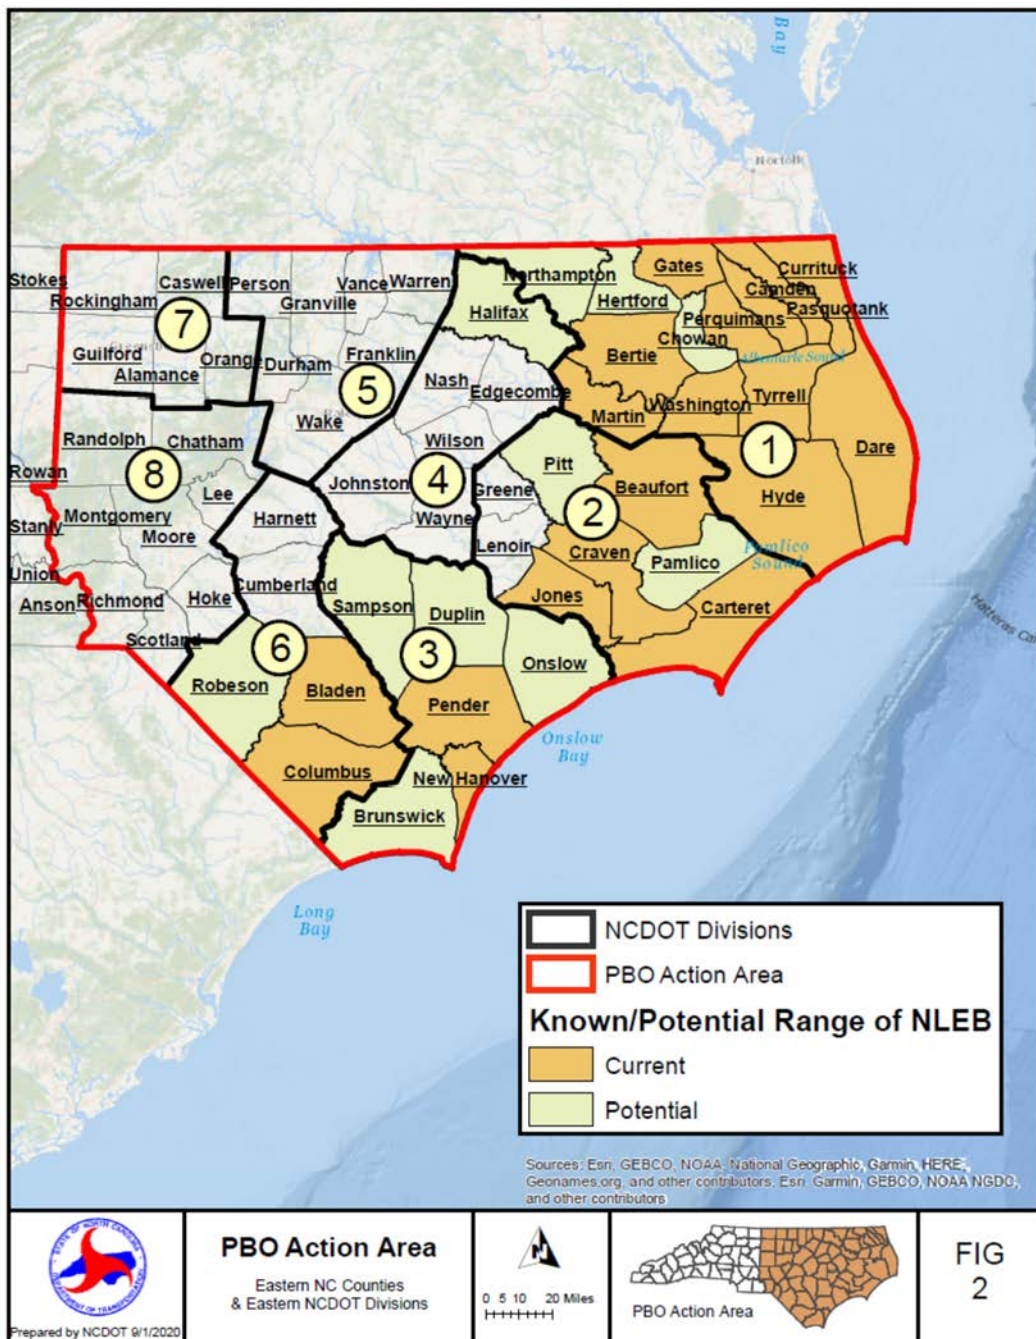 Bay
Norfolk
Stokes
Caswell
Person
Vance
Warren
Northampton
Gates
Currituck
Camden
Rockingham
Granville
Hertford
Pasquotank
7
Halifax
Perquimans
Chowan
Guilford
Orange
Durham
Franklin
Bertie
Albemarle Sound
Alamance
5
Nash
Edgecombe
Tyrrell
Washington
Martin
Wake
Randolph
Chatham
Wilson
1
Dare
Rowan
8
Pitt
Lee
Johnston
4
Greene
Beaufort
Hyde
Montgomery
Stanly
Moore
Harnett
Wayne
2
Lenoir
Craven
Pamlico
Sound
Pamlico
Union
Anson
Richmond
Hoke
Cumberland
Sampson
Duplin
Jones
Carteret
Scotland
6
3
Onslow
Robeson
Bladen
Pender
Onslow
Bay
Columbus
New Hanover
Brunswick
Long
Bay
NCDOT Divisions
PBO Action Area
Known/Potential Range of NLEB
Current
Potential
Sources: Esri, GEBCO, NOAA, National Geographic, Garmin, HERE,
Geonames.org, and other contributors, Esri, Garmin, GEBCO, NOAA NGDC,
and other contributors
STATE OF NORTH CAROLINA
DEPARTMENT OF TRANSPORTATION
Prepared by NCDOT 9/1/2020
PBO Action Area
Eastern NC Counties
& Eastern NCDOT Divisions
N
0 5 10 20 Miles
PBO Action Area
FIG
2